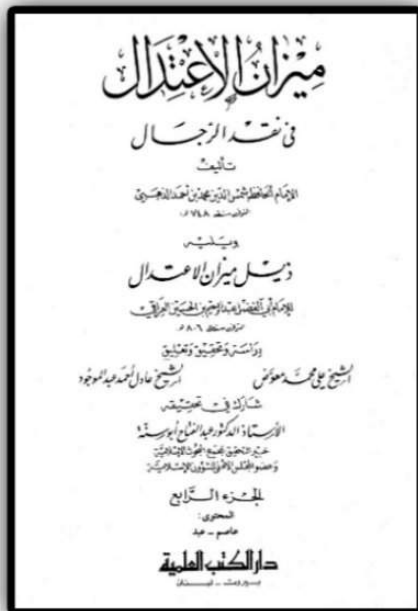 ميزان الاعتدال
في نقد الرجال
تأليف
الإمام الحافظ شمس الدين محمد بن أحمد الذهبي
المتوفى سنة ٧٤٨ هـ
ويليه
ذيل ميزان الاعتدال
للإمام أبي الفضل عبد الرحيم بن الحسين العراقي
المتوفى سنة ٨٠٦ هـ
دراسة وتحقيق وتعليق
الشيخ علي محمد معوض الشيخ عادل أحمد عبد الموجود
شارك في تحقيقه
الأستاذ الدكتور عبد الفتاح أبو سنة
خبير التحقيق بمجمع البحوث الإسلامية
وعضو المجلس الأعلى للشؤون الإسلامية
الجزء الرابع
المحتوى:
عاصم - عبد
دار الكتب العلمية
بيروت - لبنان